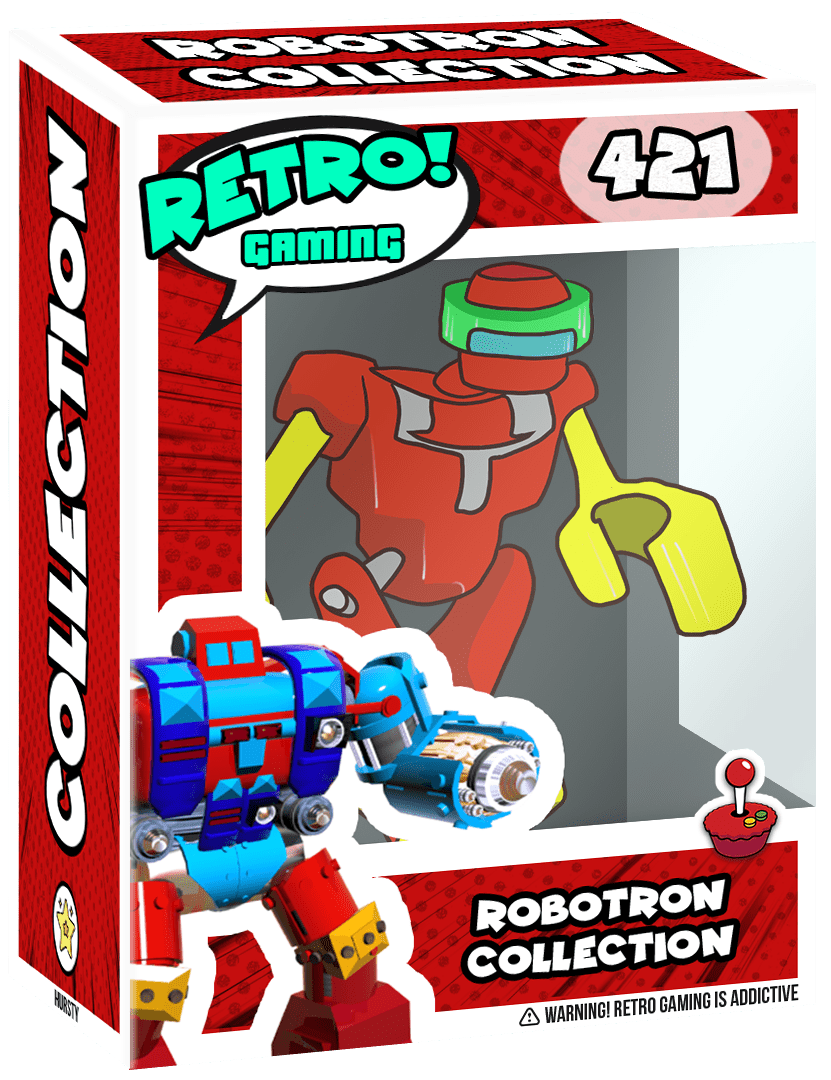 ROBOTRON
COLLECTION
COLLECTION
RETRO!
GAMING
421
ROBOTRON
COLLECTION
HURSTY
WARNING! RETRO GAMING IS ADDICTIVE